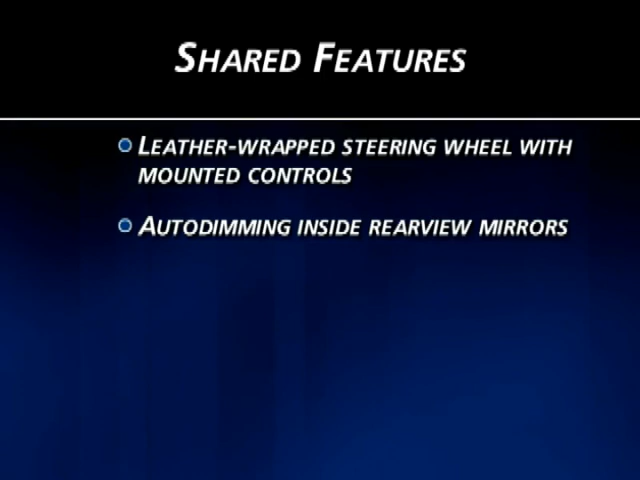 SHARED FEATURES
LEATHER-WRAPPED STEERING WHEEL WITH
MOUNTED CONTROLS
AUTODIMMING INSIDE REARVIEW MIRRORS